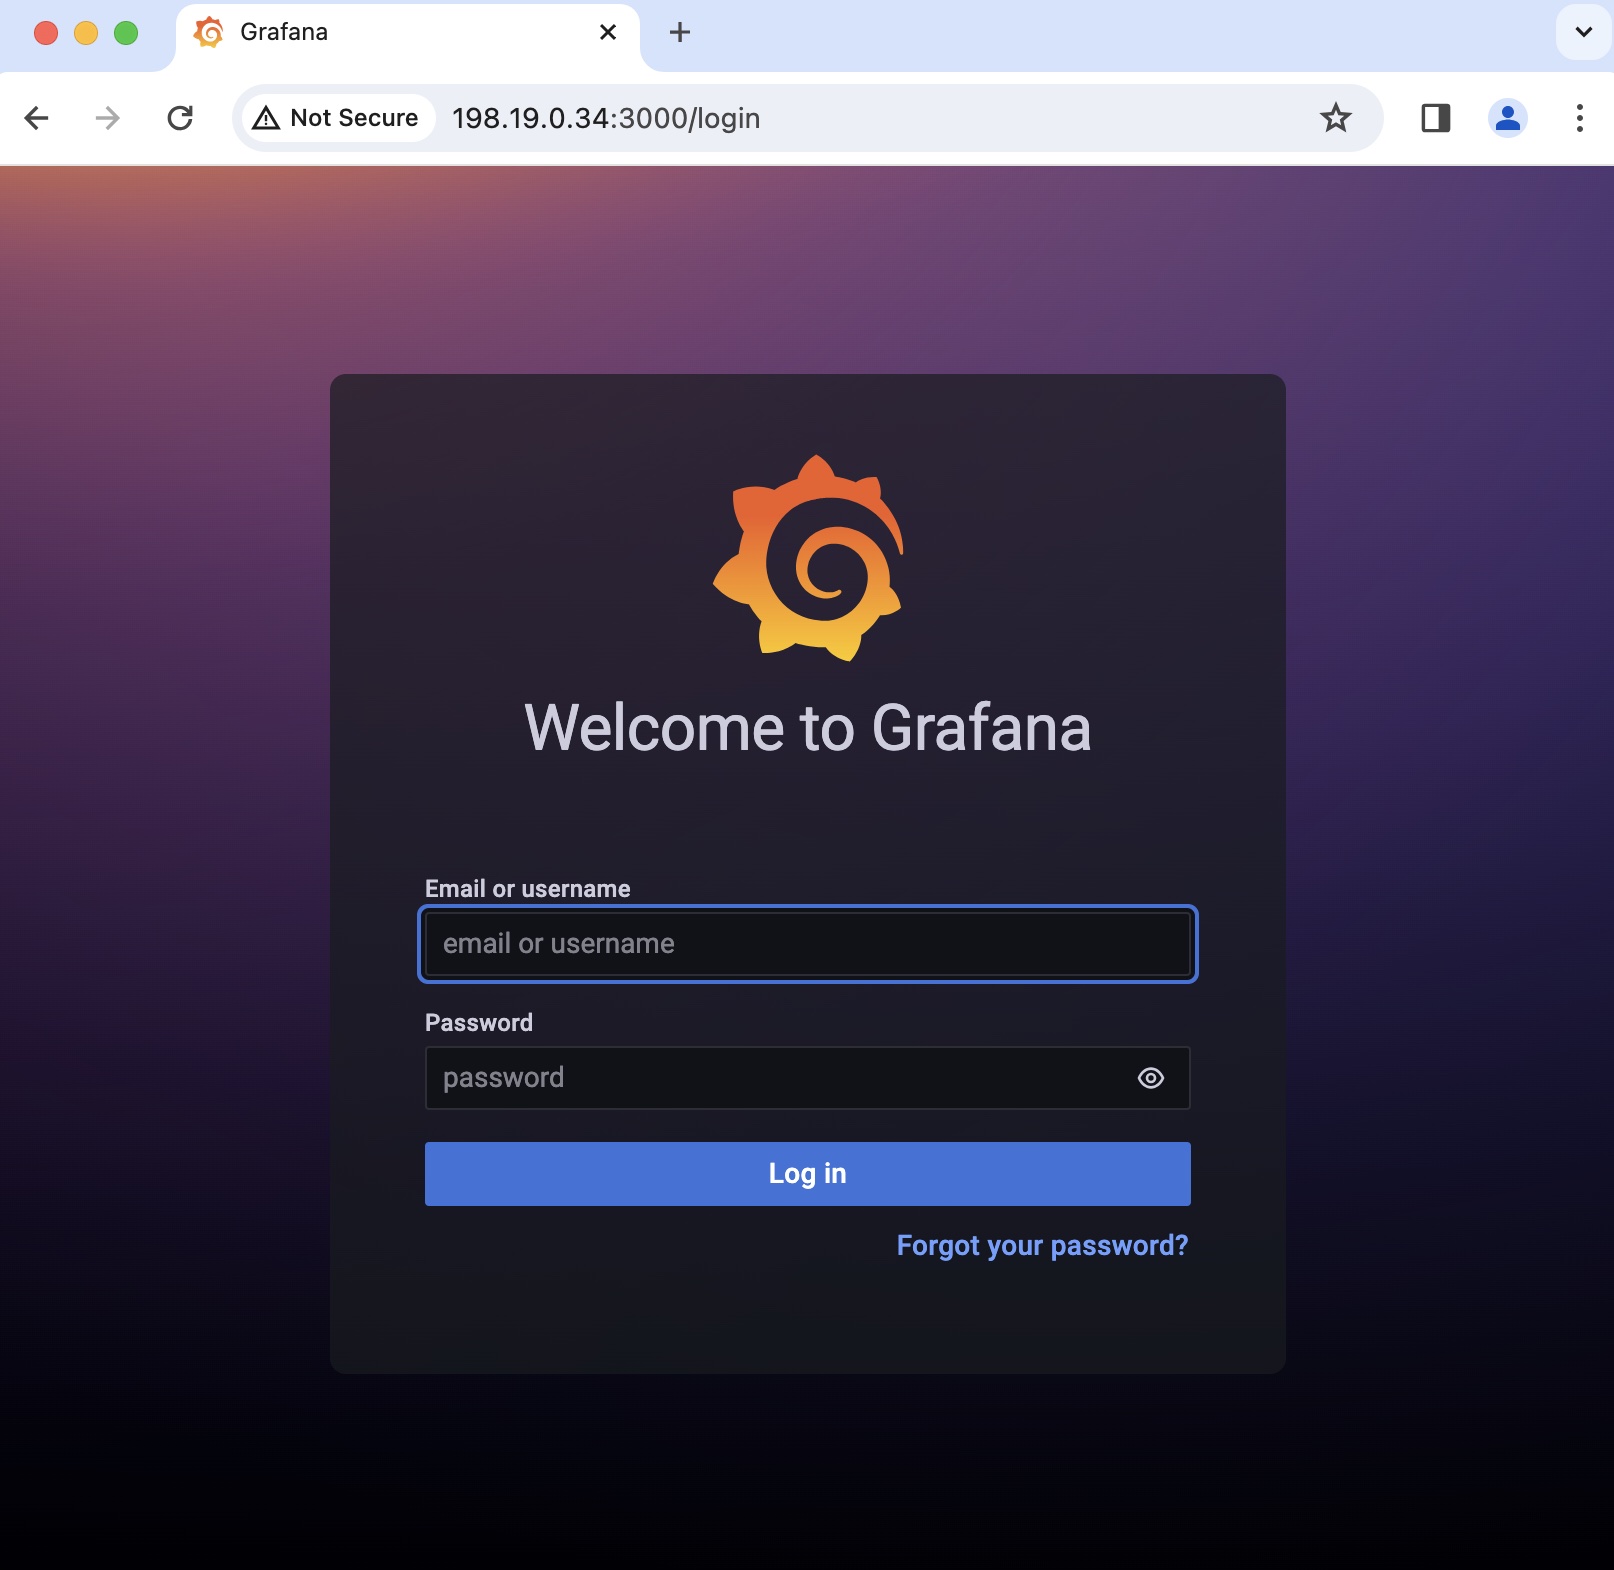 Grafana
Not Secure 198.19.0.34:3000/login
Welcome to Grafana
Email or username
email or username
Password
password
Log in
Forgot your password?